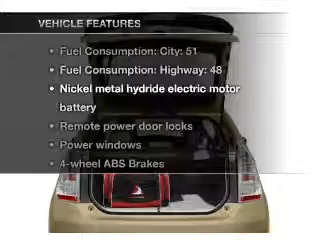 VEHICLE FEATURES
• Fuel Consumption: City: 51
• Fuel Consumption: Highway: 48
• Nickel metal hydride electric motor
battery
• Remote power door locks
• Power windows
• 4-wheel ABS Brakes